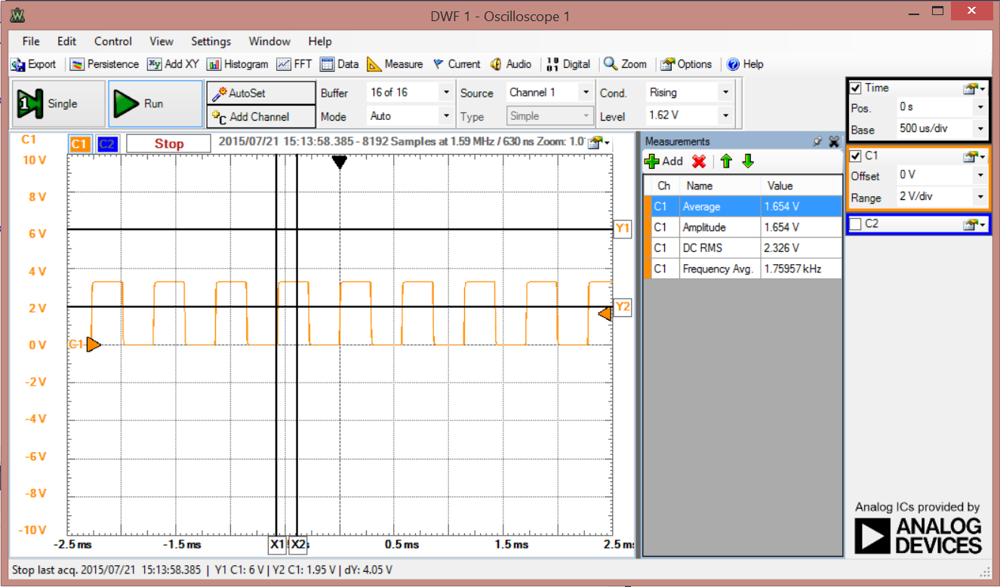 DWF 1 - Oscilloscope 1
File Edit Control View Settings Window Help
Export Persistence Add XY Histogram FFT Data Measure Current Audio Digital Zoom Options Help
1 Single Run AutoSet Buffer 16 of 16 Source Channel 1 Cond. Rising
Add Channel Mode Auto Type Simple Level 1.62 V
Time
Pos. 0 s
Base 500 us/div
C1
Offset 0 V
Range 2 V/div
C2
C1 C1 C2 Stop 2015/07/21 15:13:58.385 - 8192 Samples at 1.59 MHz / 630 ns Zoom: 1.0
10 V
8 V
6 V
4 V
2 V
0 V
-2 V
-4 V
-6 V
-8 V
-10 V
C1
Y1
Y2
-2.5 ms -1.5 ms X1 X2 0.5 ms 1.5 ms 2.5 m
Measurements
Add
Ch Name Value
C1 Average 1.654 V
C1 Amplitude 1.654 V
C1 DC RMS 2.326 V
C1 Frequency Avg. 1.75957 kHz
Analog ICs provided by
ANALOG
DEVICES
Stop last acq. 2015/07/21 15:13:58.385 | Y1 C1: 6 V | Y2 C1: 1.95 V | dY: 4.05 V